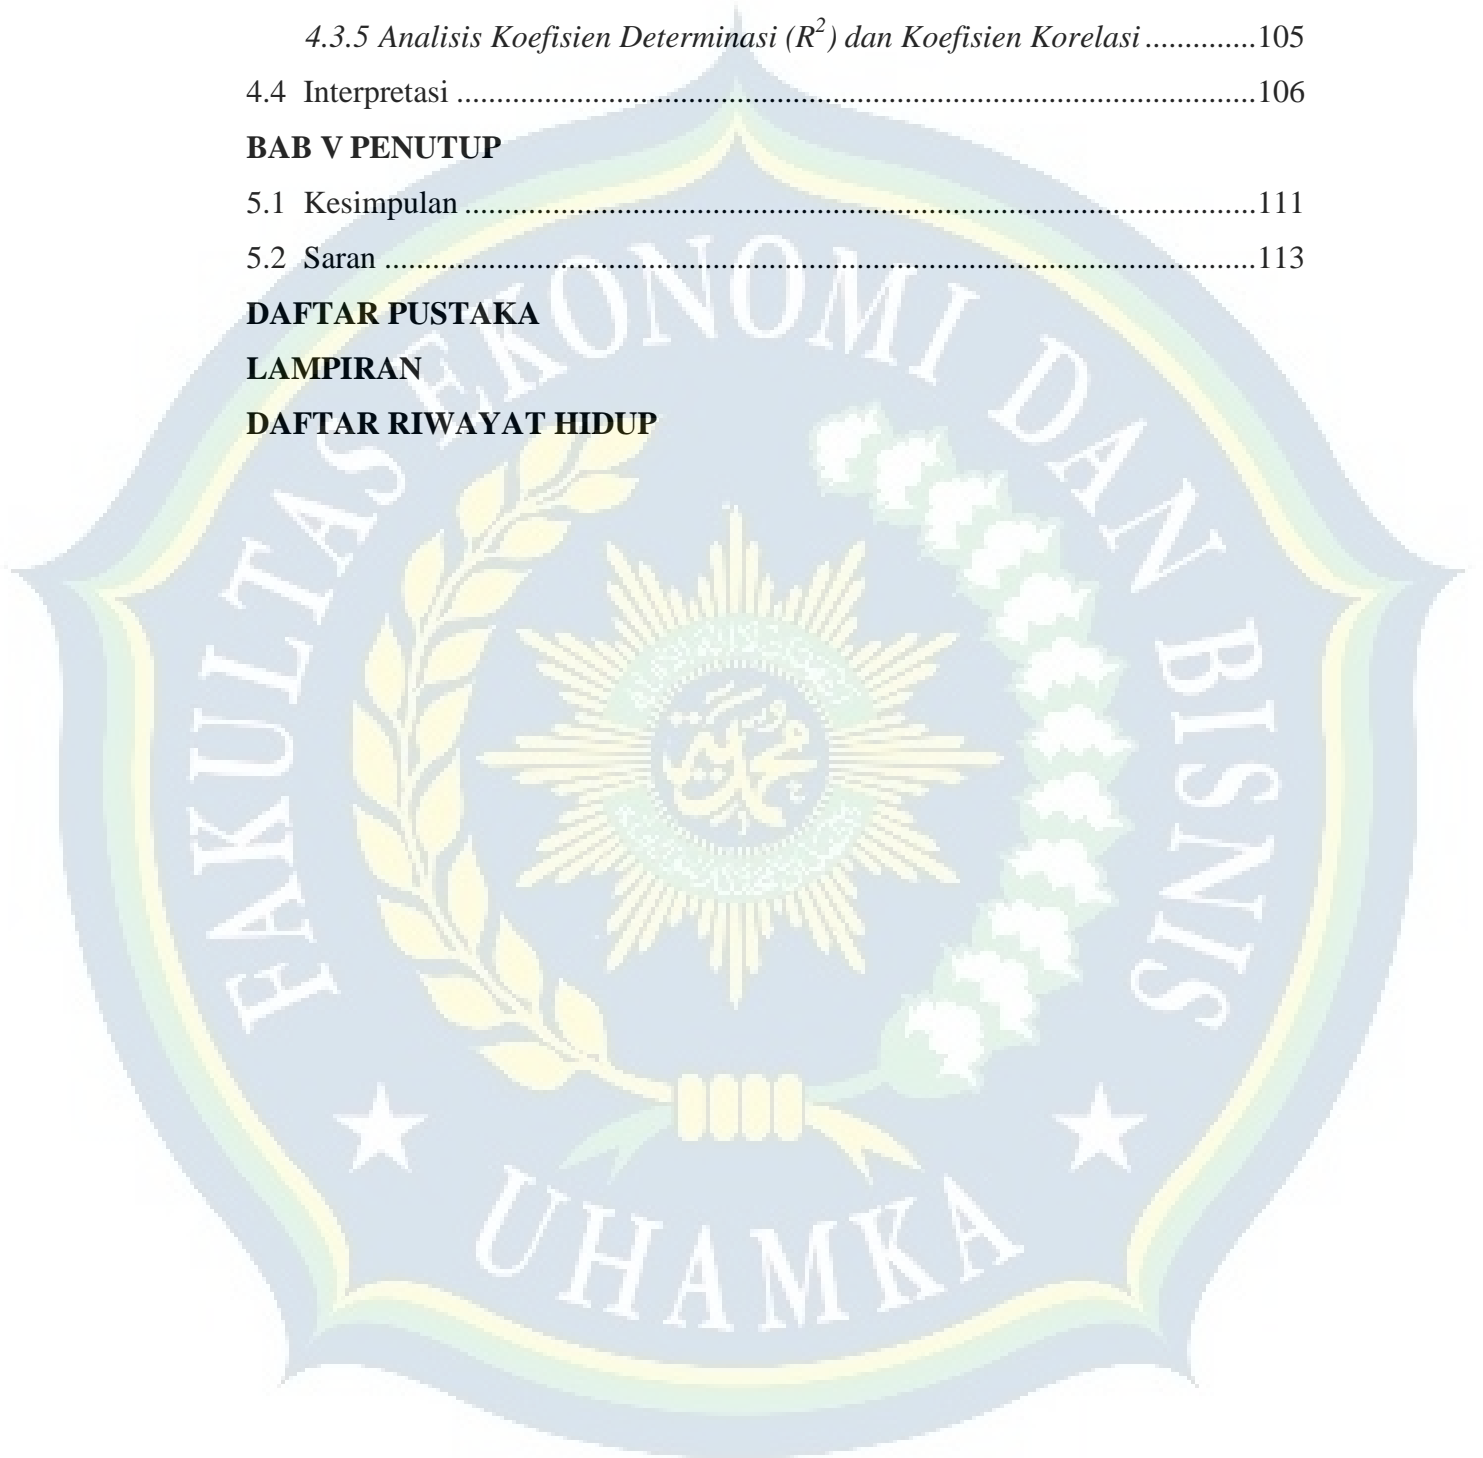 4.3.5 Analisis Koefisien Determinasi (R²) dan Koefisien Korelasi..............105
4.4 Interpretasi ....................................................................................................106
BAB V PENUTUP
5.1 Kesimpulan ...................................................................................................111
5.2 Saran .............................................................................................................113
DAFTAR PUSTAKA
LAMPIRAN
DAFTAR RIWAYAT HIDUP
FAKULTAS EKONOMI DAN BISNIS
محمدية
UHAMKA